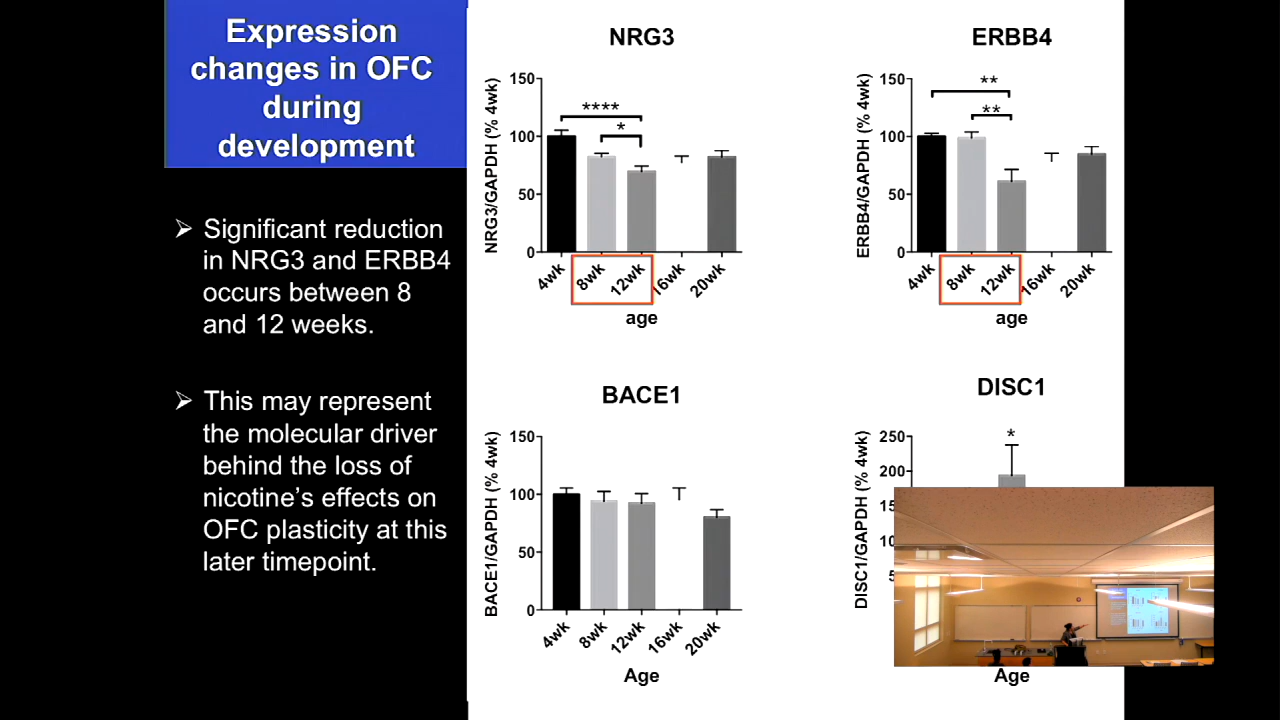 Expression
changes in OFC
during
development
➢ Significant reduction
in NRG3 and ERBB4
occurs between 8
and 12 weeks.
➢ This may represent
the molecular driver
behind the loss of
nicotine’s effects on
OFC plasticity at this
later timepoint.
NRG3
NRG3/GAPDH (% 4wk)
150
100
50
0
****
*
4wk 8wk 12wk 16wk 20wk
age
ERBB4
ERBB4/GAPDH (% 4wk)
150
100
50
0
**
**
4wk 8wk 12wk 16wk 20wk
age
BACE1
BACE1/GAPDH (% 4wk)
150
100
50
0
4wk 8wk 12wk 16wk 20wk
Age
DISC1
DISC1/GAPDH (% 4wk)
250
200
*
Age